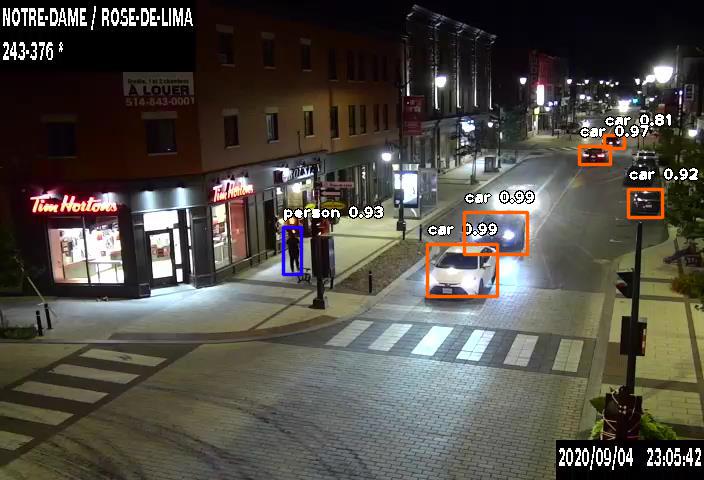 NOTRE-DAME / ROSE-DE-LIMA
243-376 *
À LOUER
514-843-0001
car 0.81
car 0.97
car 0.92
car 0.99
person 0.93
car 0.99
Tim Hortons
Tim Hortons
2020/09/04 23:05:42